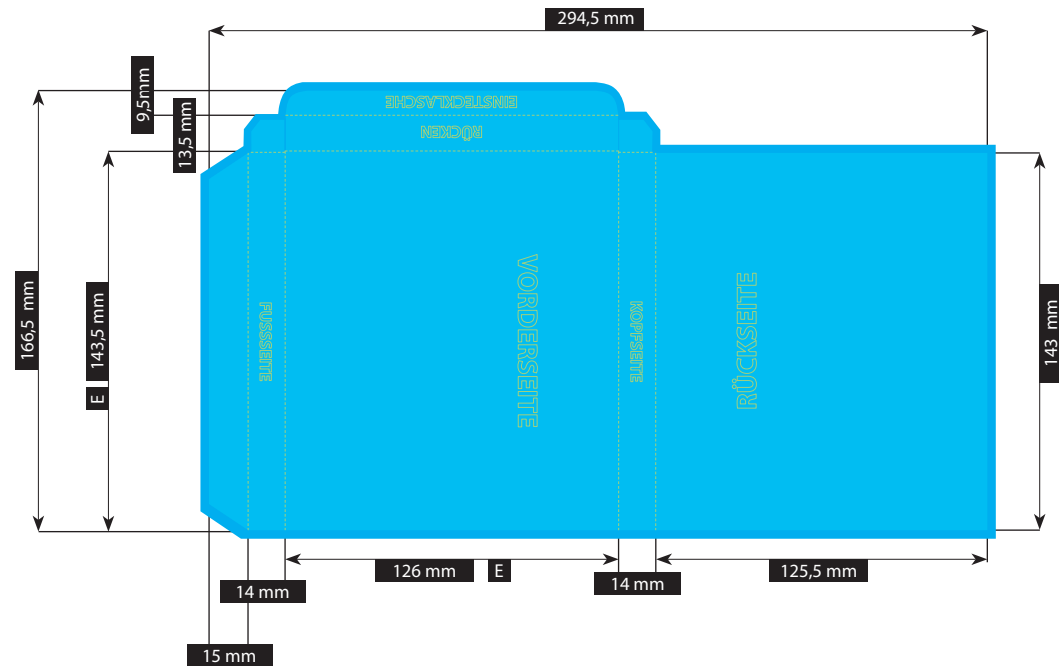 294,5 mm
9,5mm
EINSTECKLASCHE
RÜCKEN
13,5 mm
166,5 mm
143,5 mm
E
FUSSSEITE
VORDERSEITE
KOPFSEITE
RÜCKSEITE
143 mm
126 mm
E
125,5 mm
14 mm
14 mm
15 mm